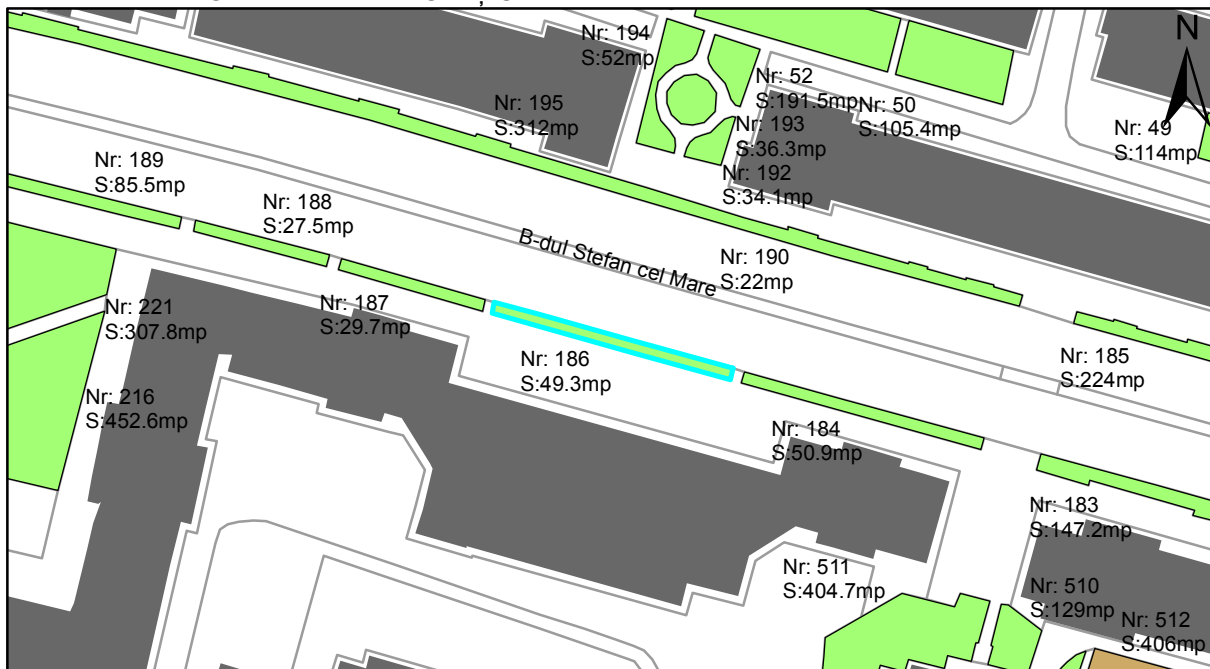 N
Nr: 194
S:52mp
Nr: 52
S:191.5mp
Nr: 50
S:105.4mp
Nr: 195
S:312mp
Nr: 193
S:36.3mp
Nr: 49
S:114mp
Nr: 189
S:85.5mp
Nr: 192
S:34.1mp
Nr: 188
S:27.5mp
B-dul Stefan cel Mare
Nr: 190
S:22mp
Nr: 221
S:307.8mp
Nr: 187
S:29.7mp
Nr: 186
S:49.3mp
Nr: 185
S:224mp
Nr: 216
S:452.6mp
Nr: 184
S:50.9mp
Nr: 183
S:147.2mp
Nr: 511
S:404.7mp
Nr: 510
S:129mp
Nr: 512
S:406mp